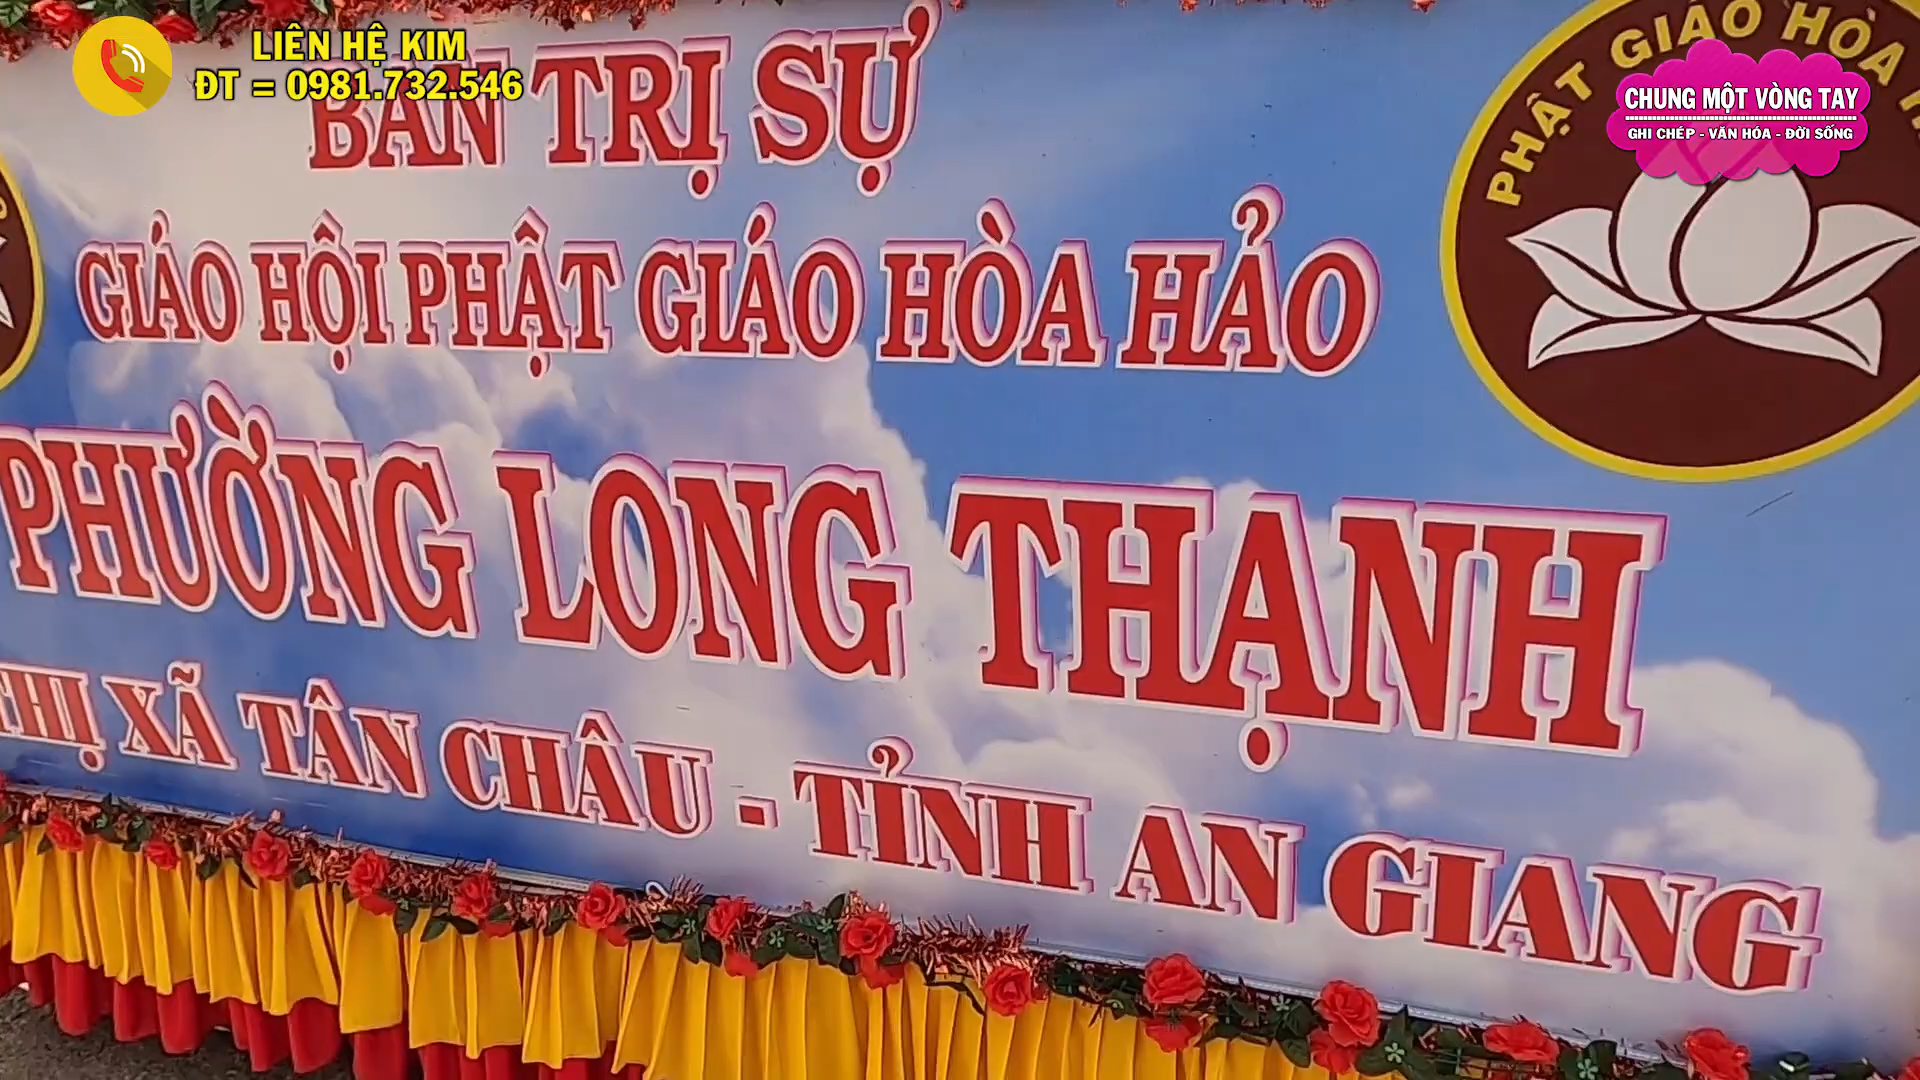 LIÊN HỆ KIM
ĐT = 0981.732.546
CHUNG MỘT VÒNG TAY
GHI CHÉP - VĂN HÓA - ĐỜI SỐNG
PHẬT GIÁO HÒA
BAN TRỊ SỰ
GIÁO HỘI PHẬT GIÁO HÒA HẢO
PHƯỜNG LONG THẠNH
THỊ XÃ TÂN CHÂU - TỈNH AN GIANG